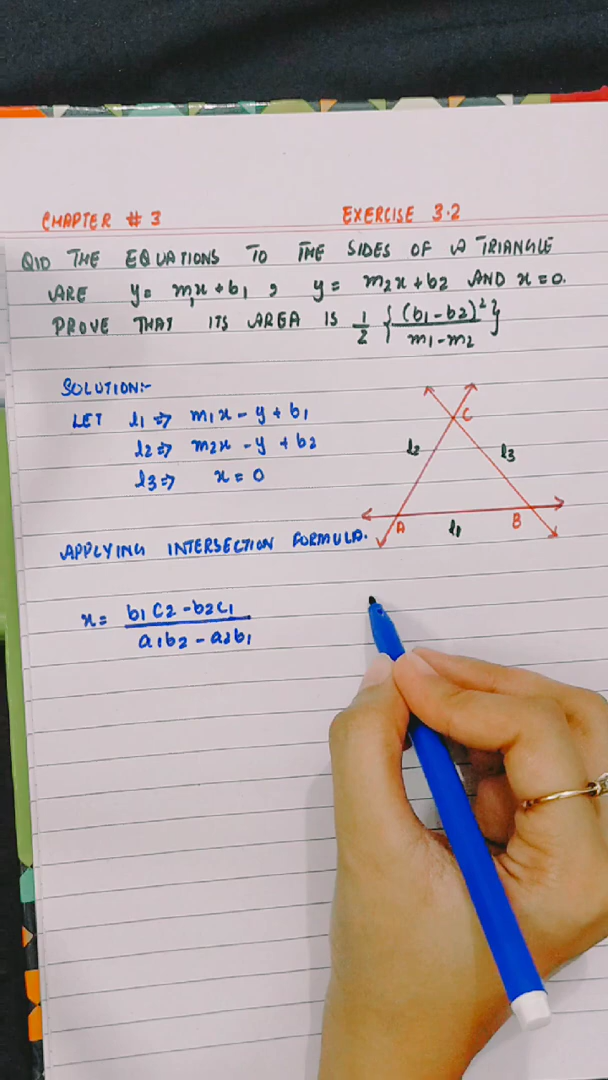 CHAPTER # 3 EXERCISE 3.2
Q10 THE EQUATIONS TO THE SIDES OF A TRIANGLE
ARE y= m₁x + b₁ , y= m₂x + b₂ AND x = 0.
PROVE THAT ITS AREA IS 1/2 {(b₁-b₂)²/m₁-m₂}
SOLUTION:-
LET l₁ ⇒ m₁x - y + b₁
l₂ ⇒ m₂x - y + b₂
l₃ ⇒ x = 0
C
l₂ l₃
A B
l₁
APPLYING INTERSECTION FORMULA.
x = b₁c₂ - b₂c₁ / a₁b₂ - a₂b₁